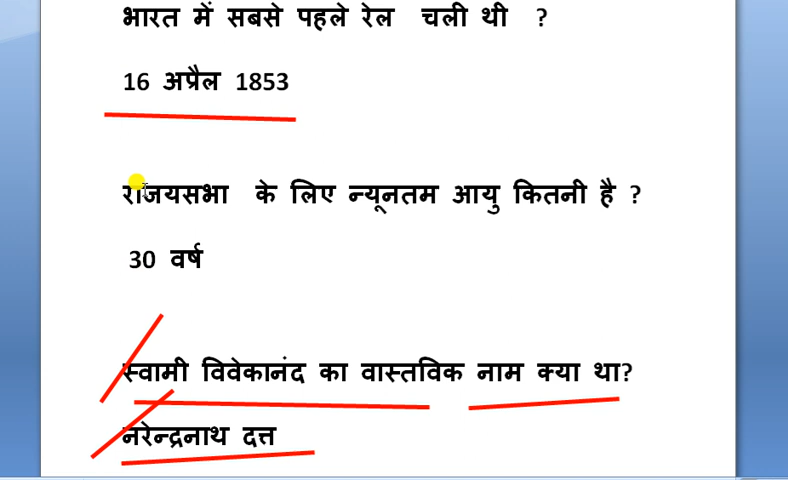 भारत में सबसे पहले रेल चली थी ?
16 अप्रैल 1853
राजयसभा के लिए न्यूनतम आयु कितनी है ?
30 वर्ष
स्वामी विवेकानंद का वास्तविक नाम क्या था?
नरेन्द्रनाथ दत्त